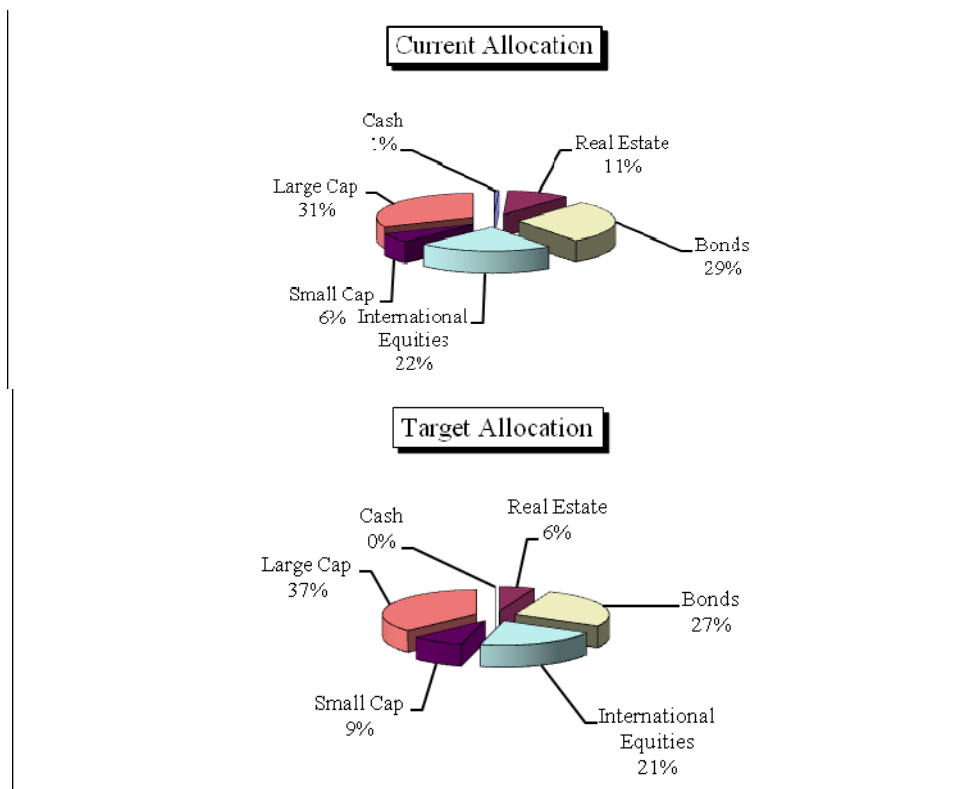 Current Allocation
Cash
1%
Real Estate
11%
Large Cap
31%
Bonds
29%
Small Cap
6%
International
Equities
22%
Target Allocation
Real Estate
6%
Cash
0%
Large Cap
37%
Bonds
27%
Small Cap
9%
International
Equities
21%